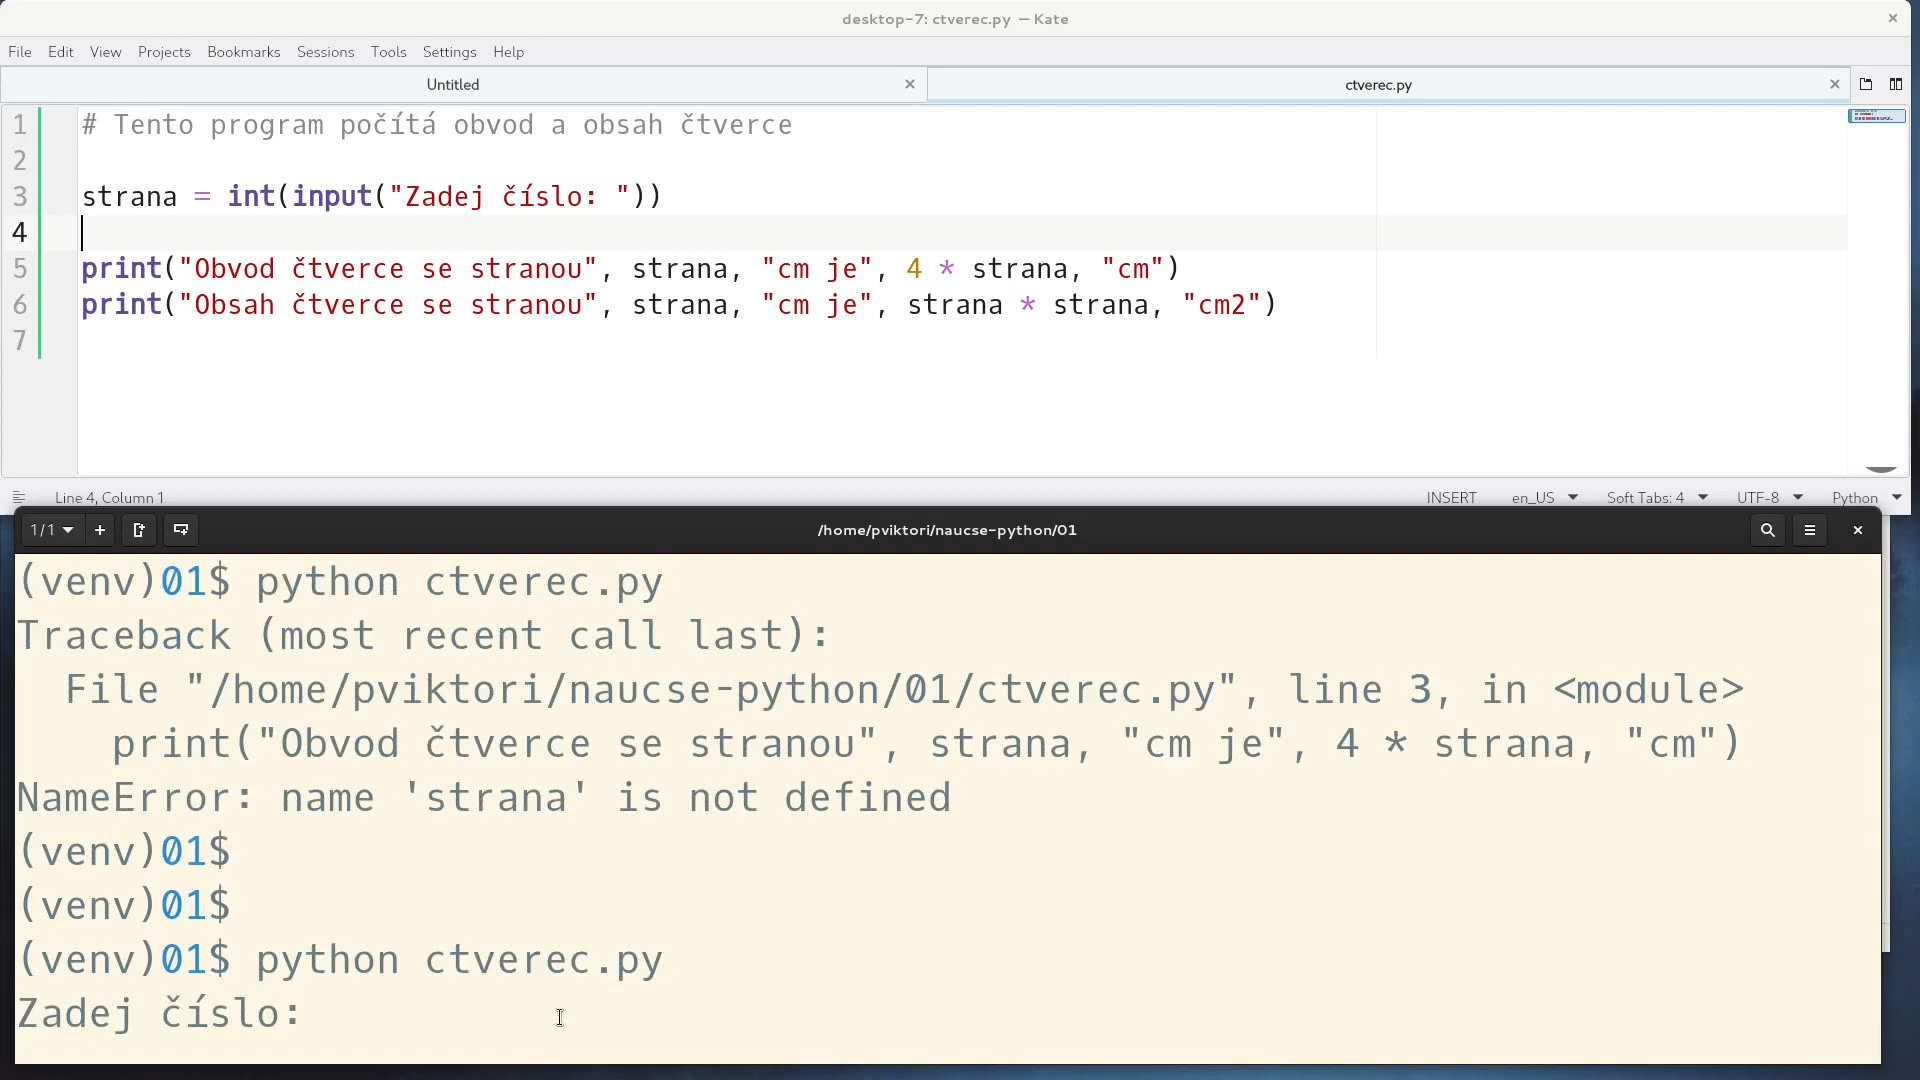 desktop-7: ctverec.py — Kate
File Edit View Projects Bookmarks Sessions Tools Settings Help
Untitled ctverec.py
1 # Tento program počítá obvod a obsah čtverce
2
3 strana = int(input("Zadej číslo: "))
4
5 print("Obvod čtverce se stranou", strana, "cm je", 4 * strana, "cm")
6 print("Obsah čtverce se stranou", strana, "cm je", strana * strana, "cm2")
7
Line 4, Column 1 INSERT en_US Soft Tabs: 4 UTF-8 Python
1/1 /home/pviktori/naucse-python/01
(venv)01$ python ctverec.py
Traceback (most recent call last):
  File "/home/pviktori/naucse-python/01/ctverec.py", line 3, in <module>
    print("Obvod čtverce se stranou", strana, "cm je", 4 * strana, "cm")
NameError: name 'strana' is not defined
(venv)01$
(venv)01$
(venv)01$ python ctverec.py
Zadej číslo: